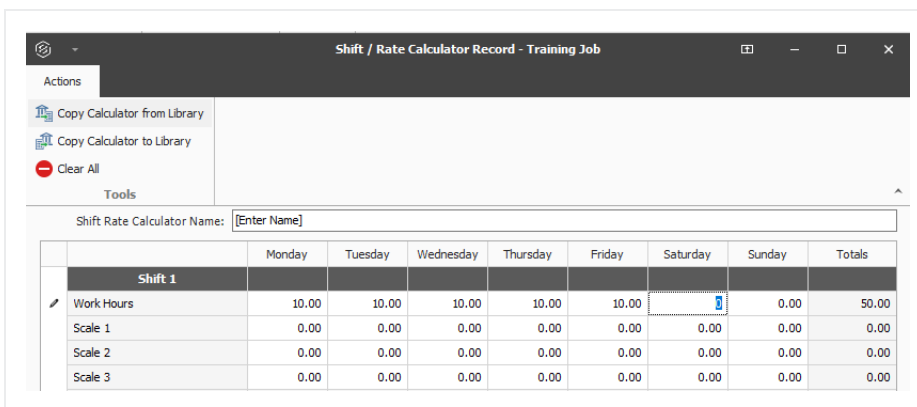 Shift / Rate Calculator Record - Training Job
Actions
Copy Calculator from Library
Copy Calculator to Library
Clear All
Tools
Shift Rate Calculator Name: [Enter Name]
Monday Tuesday Wednesday Thursday Friday Saturday Sunday Totals
Shift 1
Work Hours 10.00 10.00 10.00 10.00 10.00 0 0.00 50.00
Scale 1 0.00 0.00 0.00 0.00 0.00 0.00 0.00 0.00
Scale 2 0.00 0.00 0.00 0.00 0.00 0.00 0.00 0.00
Scale 3 0.00 0.00 0.00 0.00 0.00 0.00 0.00 0.00